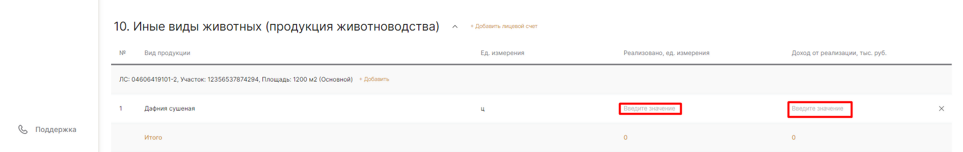 10. Иные виды животных (продукция животноводства) + Добавить лицевой счет
№ Вид продукции Ед. измерения Реализовано, ед. измерения Доход от реализации, тыс. руб.
ЛС: 04606419101-2, Участок: 12356537874294, Площадь: 1200 м2 (Основной) + Добавить
1 Дафния сушеная ц Введите значение Введите значение
Поддержка
Итого 0 0